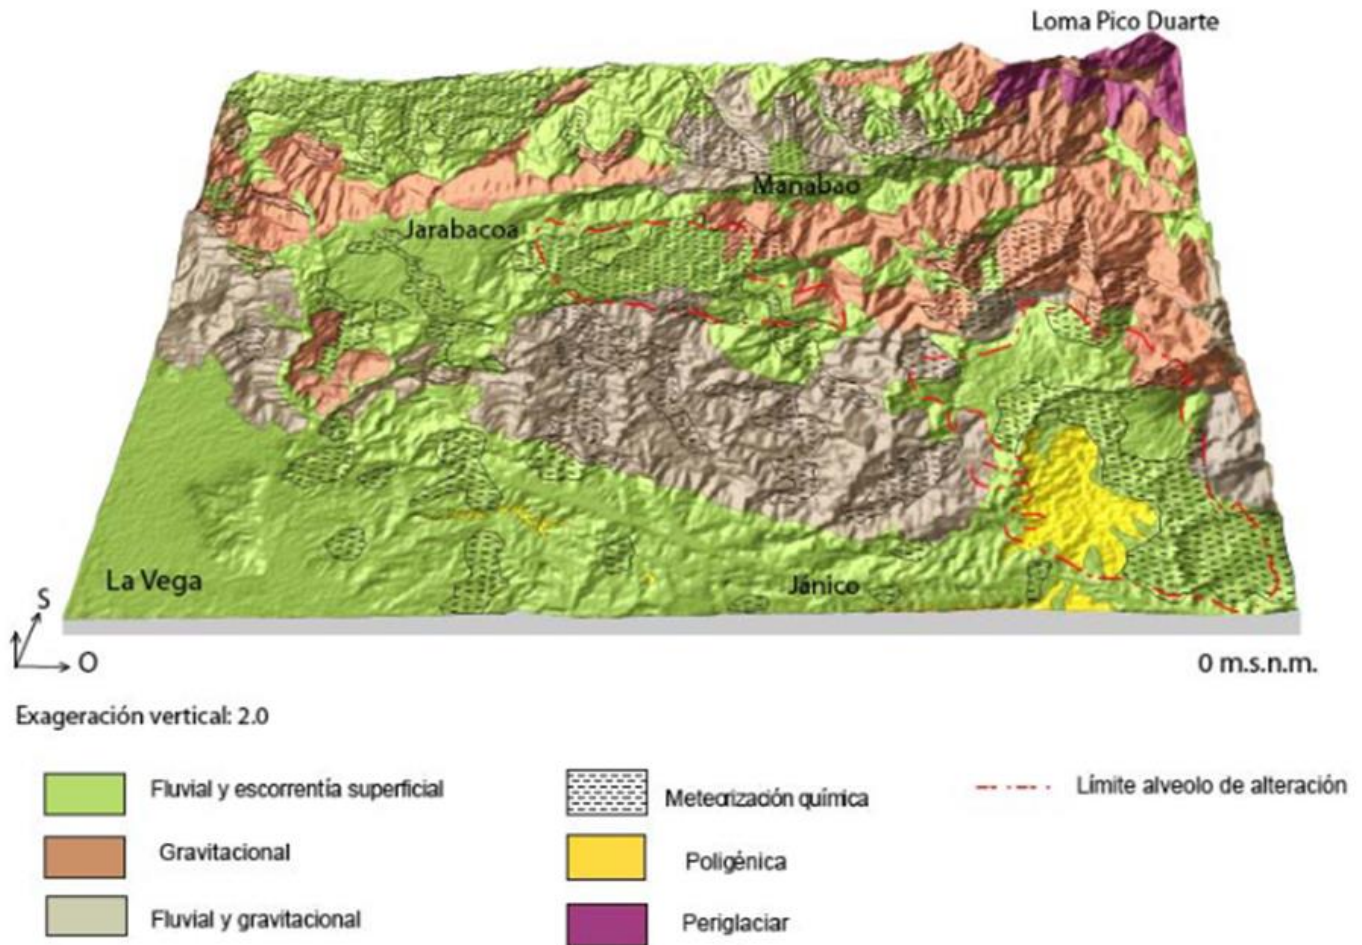 Loma Pico Duarte
Manabao
Jarabacoa
La Vega
Jánico
S
O
0 m.s.n.m.
Exageración vertical: 2.0
Fluvial y escorrentía superficial
Meteorización química
Límite alveolo de alteración
Gravitacional
Poligénica
Fluvial y gravitacional
Periglaciar